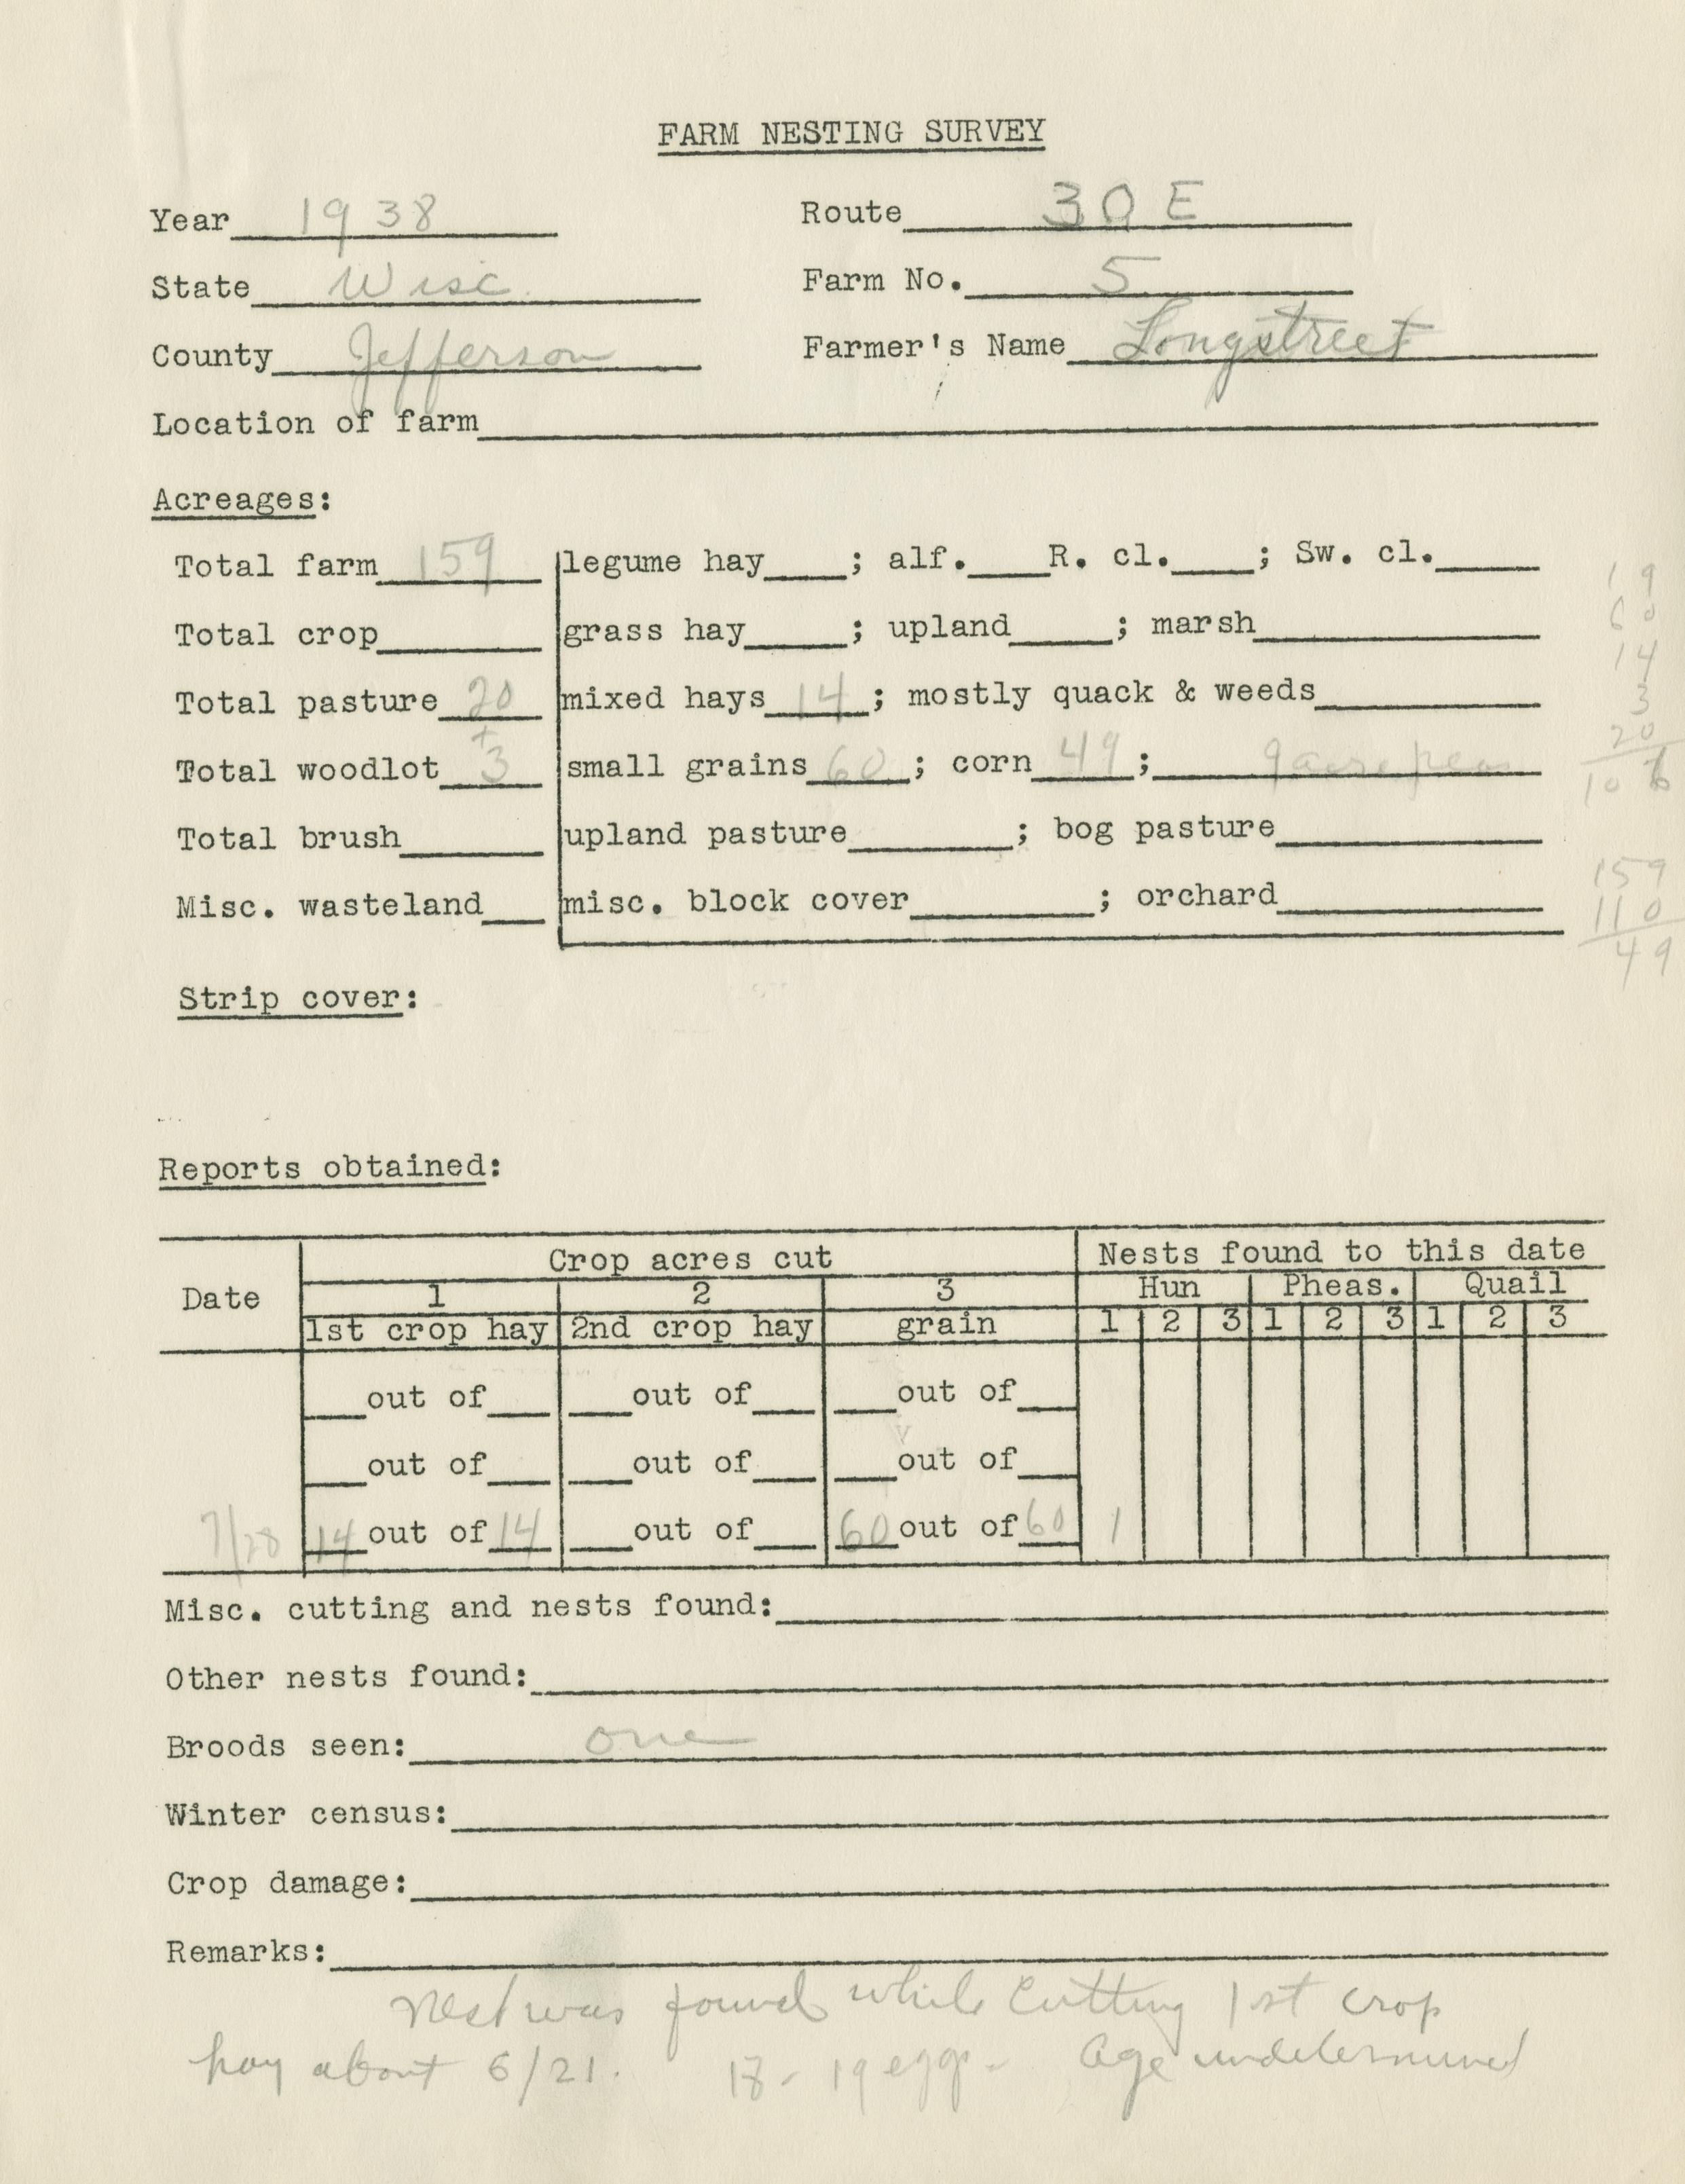 FARM NESTING SURVEY
Year 1938 Route 30 E
State Wisc. Farm No. 5
County Jefferson Farmer's Name Longstreet
Location of farm
Acreages:
Total farm 159 legume hay ; alf. R. cl. ; Sw. cl.
Total crop grass hay ; upland ; marsh
Total pasture 20 mixed hays 14 ; mostly quack & weeds
Total woodlot +3 small grains 60 ; corn 49 ; 9 acre peas
Total brush upland pasture ; bog pasture
Misc. wasteland misc. block cover ; orchard
19
60
14
3
20
106
159
110
49
Strip cover:
Reports obtained:
Crop acres cut Nests found to this date
Date 1 2 3 Hun Pheas. Quail
1st crop hay 2nd crop hay grain 1 2 3 1 2 3 1 2 3
out of out of out of
out of out of out of
7/28 14 out of 14 out of 60 out of 60 1
Misc. cutting and nests found:
Other nests found:
Broods seen: one
Winter census:
Crop damage:
Remarks:
Nest was found while cutting 1st crop
hay about 6/21. 18 - 19 eggs - Age undetermined